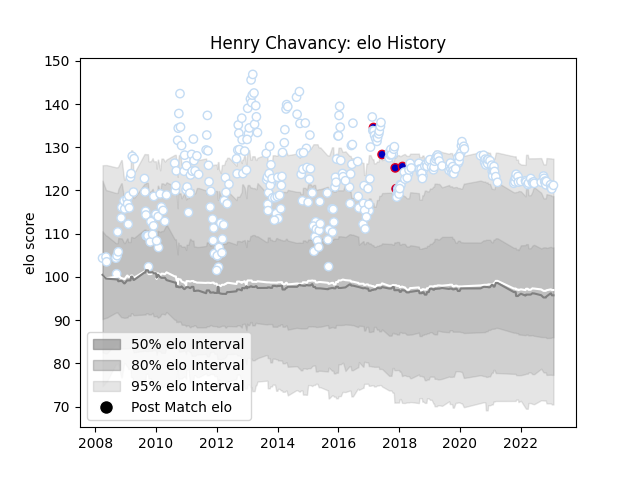 Henry Chavancy: elo History
elo score
150
140
130
120
110
100
90
80
70
50% elo Interval
80% elo Interval
95% elo Interval
Post Match elo
2008 2010 2012 2014 2016 2018 2020 2022